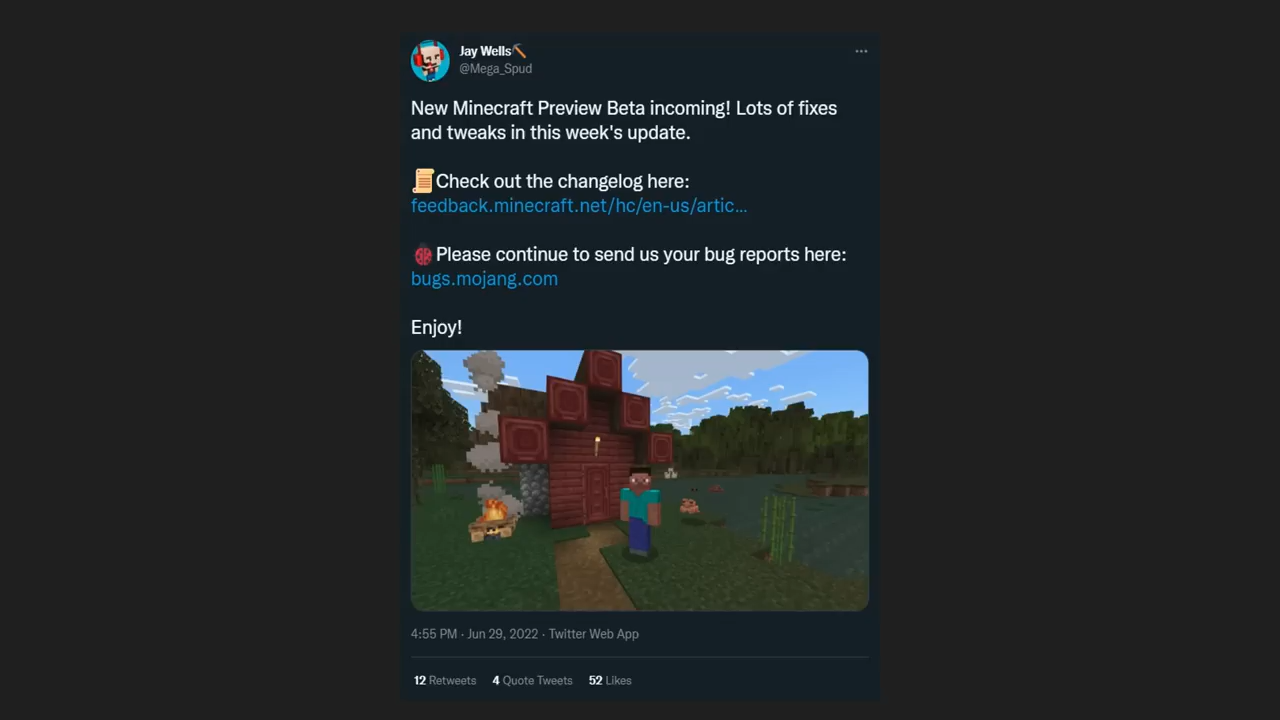 Jay Wells
@Mega_Spud
New Minecraft Preview Beta incoming! Lots of fixes
and tweaks in this week's update.
Check out the changelog here:
feedback.minecraft.net/hc/en-us/artic...
Please continue to send us your bug reports here:
bugs.mojang.com
Enjoy!
4:55 PM · Jun 29, 2022 · Twitter Web App
12 Retweets 4 Quote Tweets 52 Likes